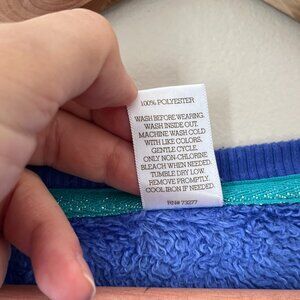 100% POLYESTER
WASH BEFORE WEARING.
WASH INSIDE OUT.
MACHINE WASH COLD
WITH LIKE COLORS,
GENTLE CYCLE.
ONLY NON-CHLORINE
BLEACH WHEN NEEDED.
TUMBLE DRY LOW.
REMOVE PROMPTLY.
COOL IRON IF NEEDED.
RN# 73277